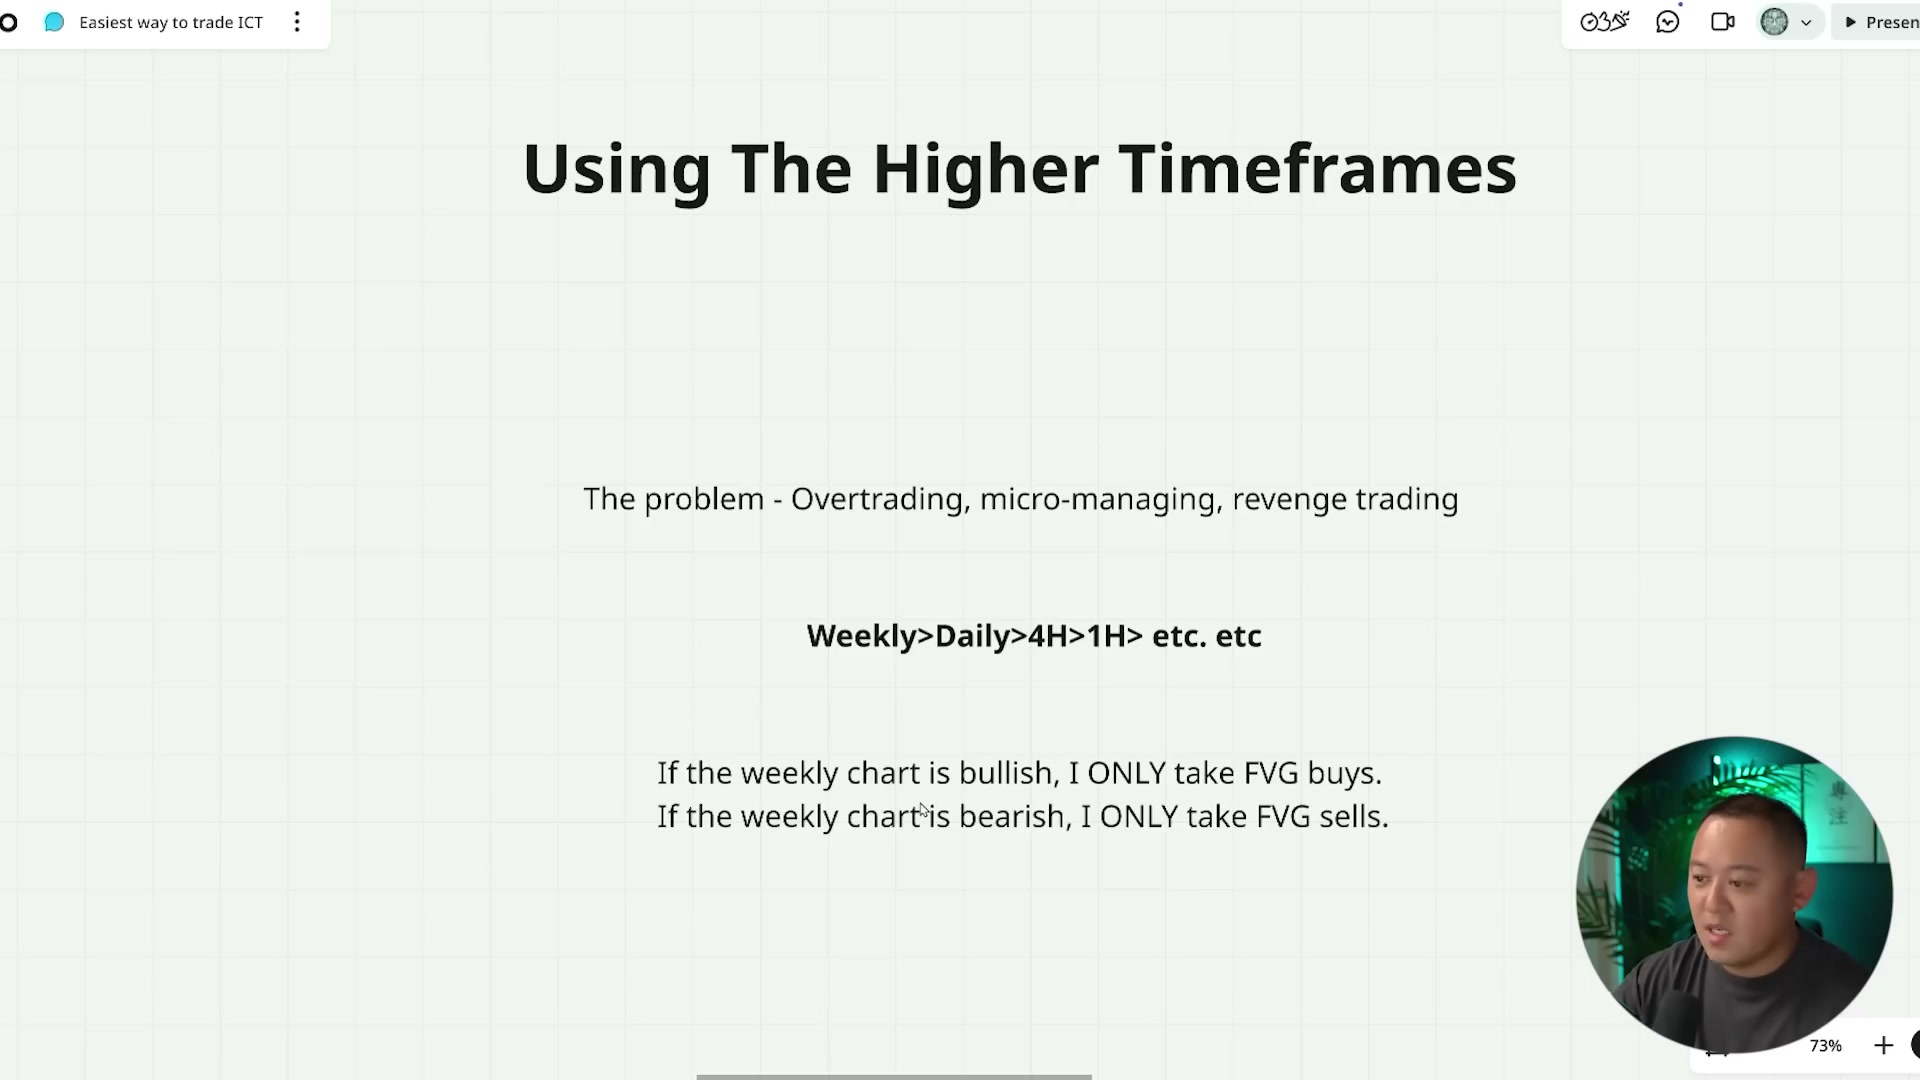 Easiest way to trade ICT
Presen
Using The Higher Timeframes
The problem - Overtrading, micro-managing, revenge trading
Weekly>Daily>4H>1H> etc. etc
If the weekly chart is bullish, I ONLY take FVG buys.
If the weekly chart is bearish, I ONLY take FVG sells.
専
注
73%